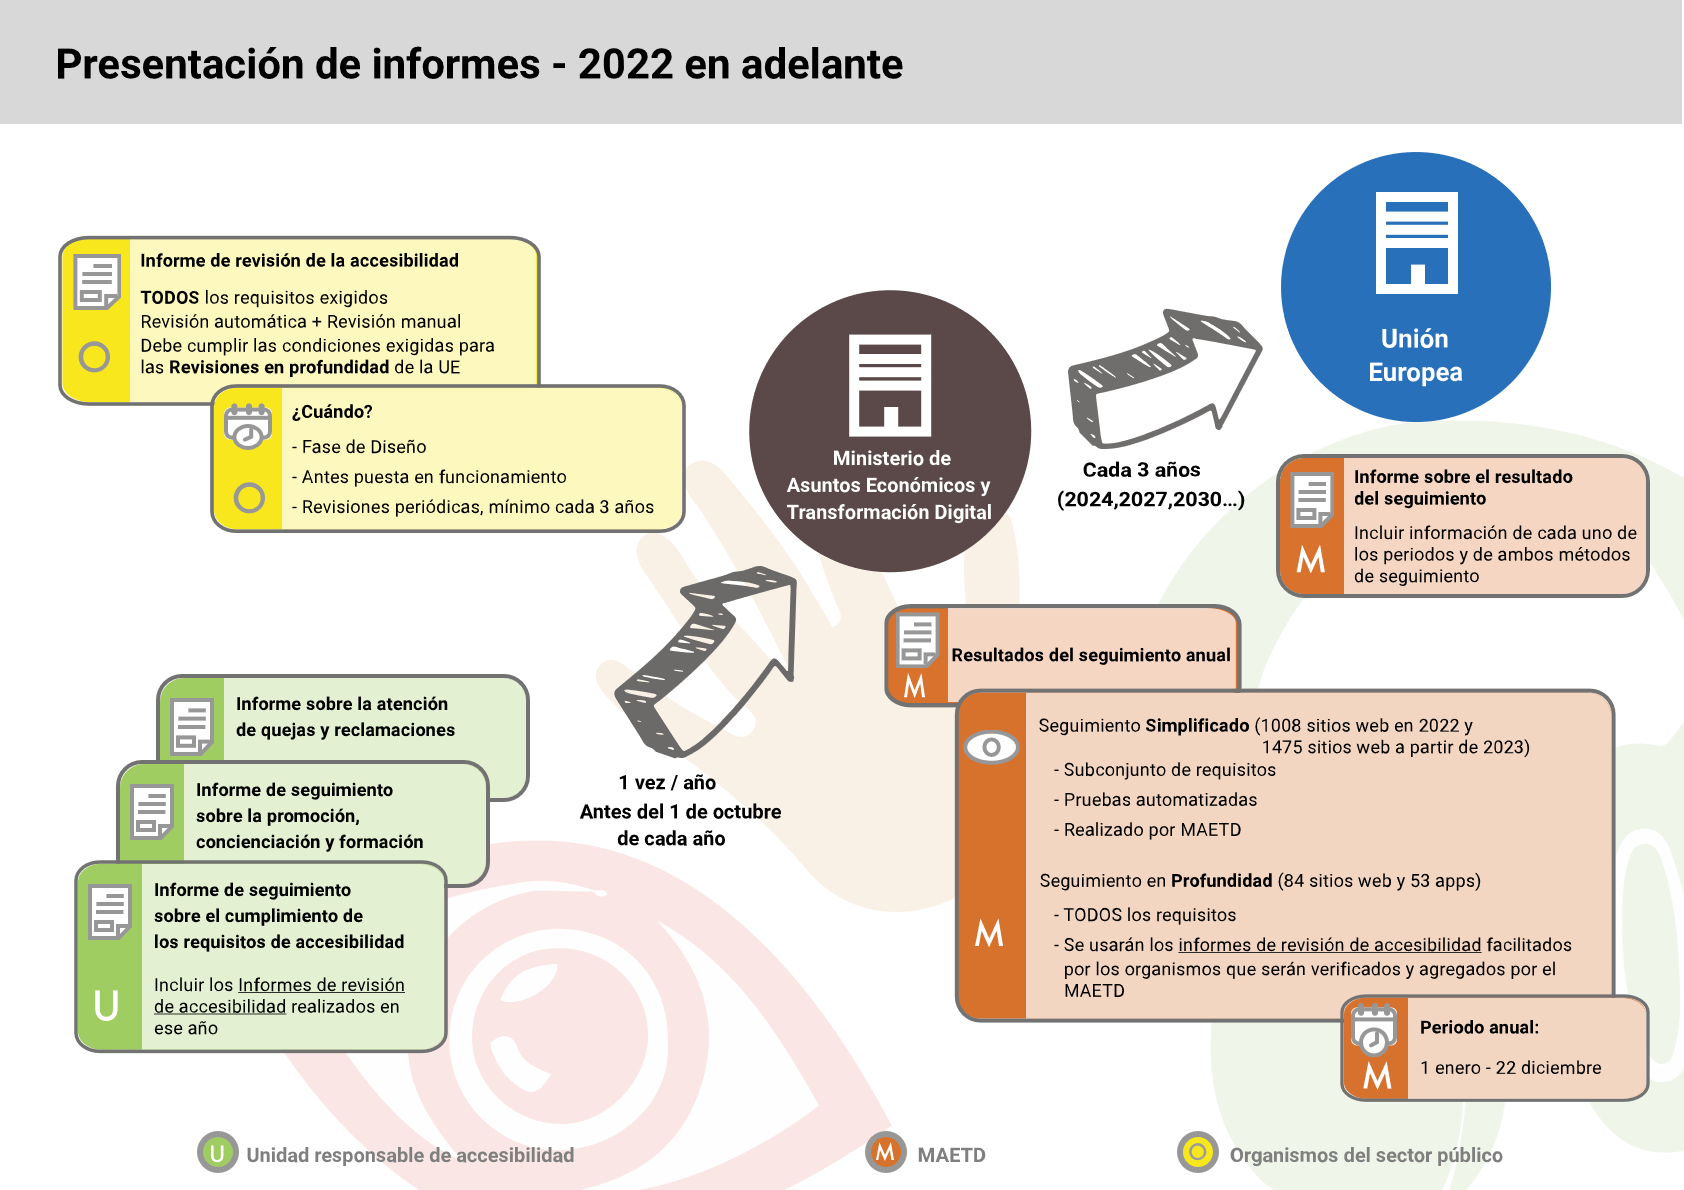 Presentación de informes - 2022 en adelante
Informe de revisión de la accesibilidad
TODOS los requisitos exigidos
Revisión automática + Revisión manual
Debe cumplir las condiciones exigidas para
las Revisiones en profundidad de la UE
O
¿Cuándo?
- Fase de Diseño
- Antes puesta en funcionamiento
- Revisiones periódicas, mínimo cada 3 años
O
Informe sobre la atención
de quejas y reclamaciones
Informe de seguimiento
sobre la promoción,
concienciación y formación
Informe de seguimiento
sobre el cumplimiento de
los requisitos de accesibilidad
Incluir los Informes de revisión
de accesibilidad realizados en
ese año
U
1 vez / año
Antes del 1 de octubre
de cada año
Ministerio de
Asuntos Económicos y
Transformación Digital
Cada 3 años
(2024,2027,2030...)
Unión
Europea
Informe sobre el resultado
del seguimiento
Incluir información de cada uno de
los periodos y de ambos métodos
de seguimiento
M
Resultados del seguimiento anual
M
Seguimiento Simplificado (1008 sitios web en 2022 y
1475 sitios web a partir de 2023)
- Subconjunto de requisitos
- Pruebas automatizadas
- Realizado por MAETD
Seguimiento en Profundidad (84 sitios web y 53 apps)
- TODOS los requisitos
- Se usarán los informes de revisión de accesibilidad facilitados
por los organismos que serán verificados y agregados por el
MAETD
M
Periodo anual:
1 enero - 22 diciembre
M
U Unidad responsable de accesibilidad
M MAETD
O Organismos del sector público